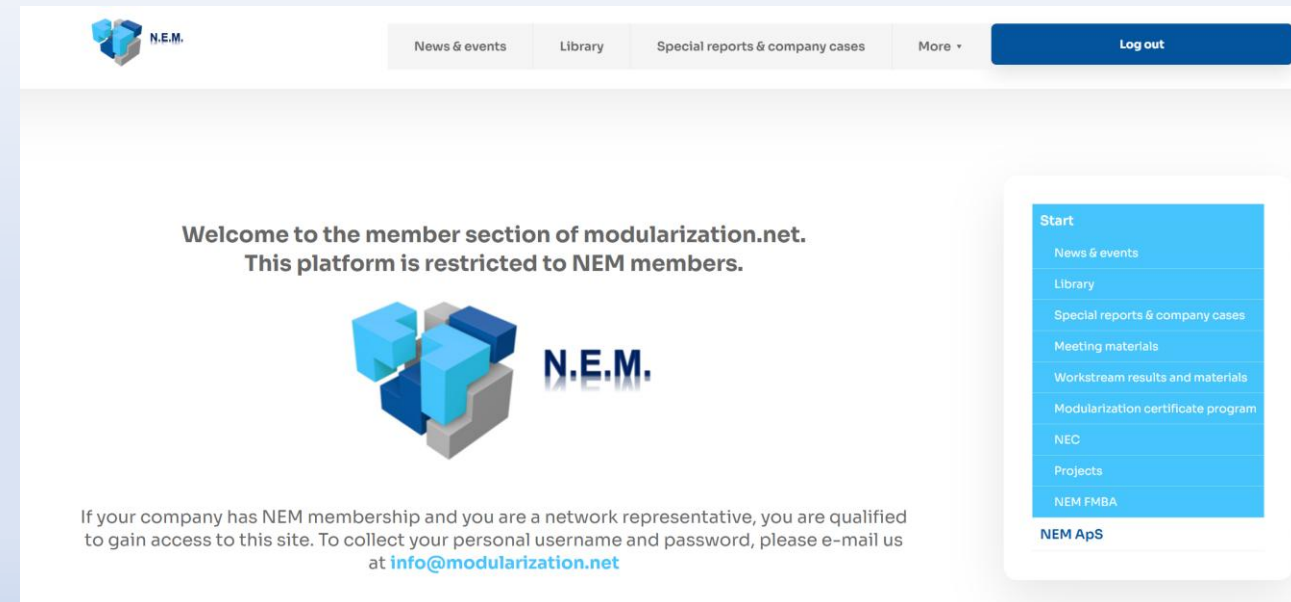 N.E.M.
News & events
Library
Special reports & company cases
More ▾
Log out
Welcome to the member section of modularization.net.
This platform is restricted to NEM members.
N.E.M.
If your company has NEM membership and you are a network representative, you are qualified
to gain access to this site. To collect your personal username and password, please e-mail us
at info@modularization.net
Start
News & events
Library
Special reports & company cases
Meeting materials
Workstream results and materials
Modularization certificate program
NEC
Projects
NEM FMBA
NEM ApS